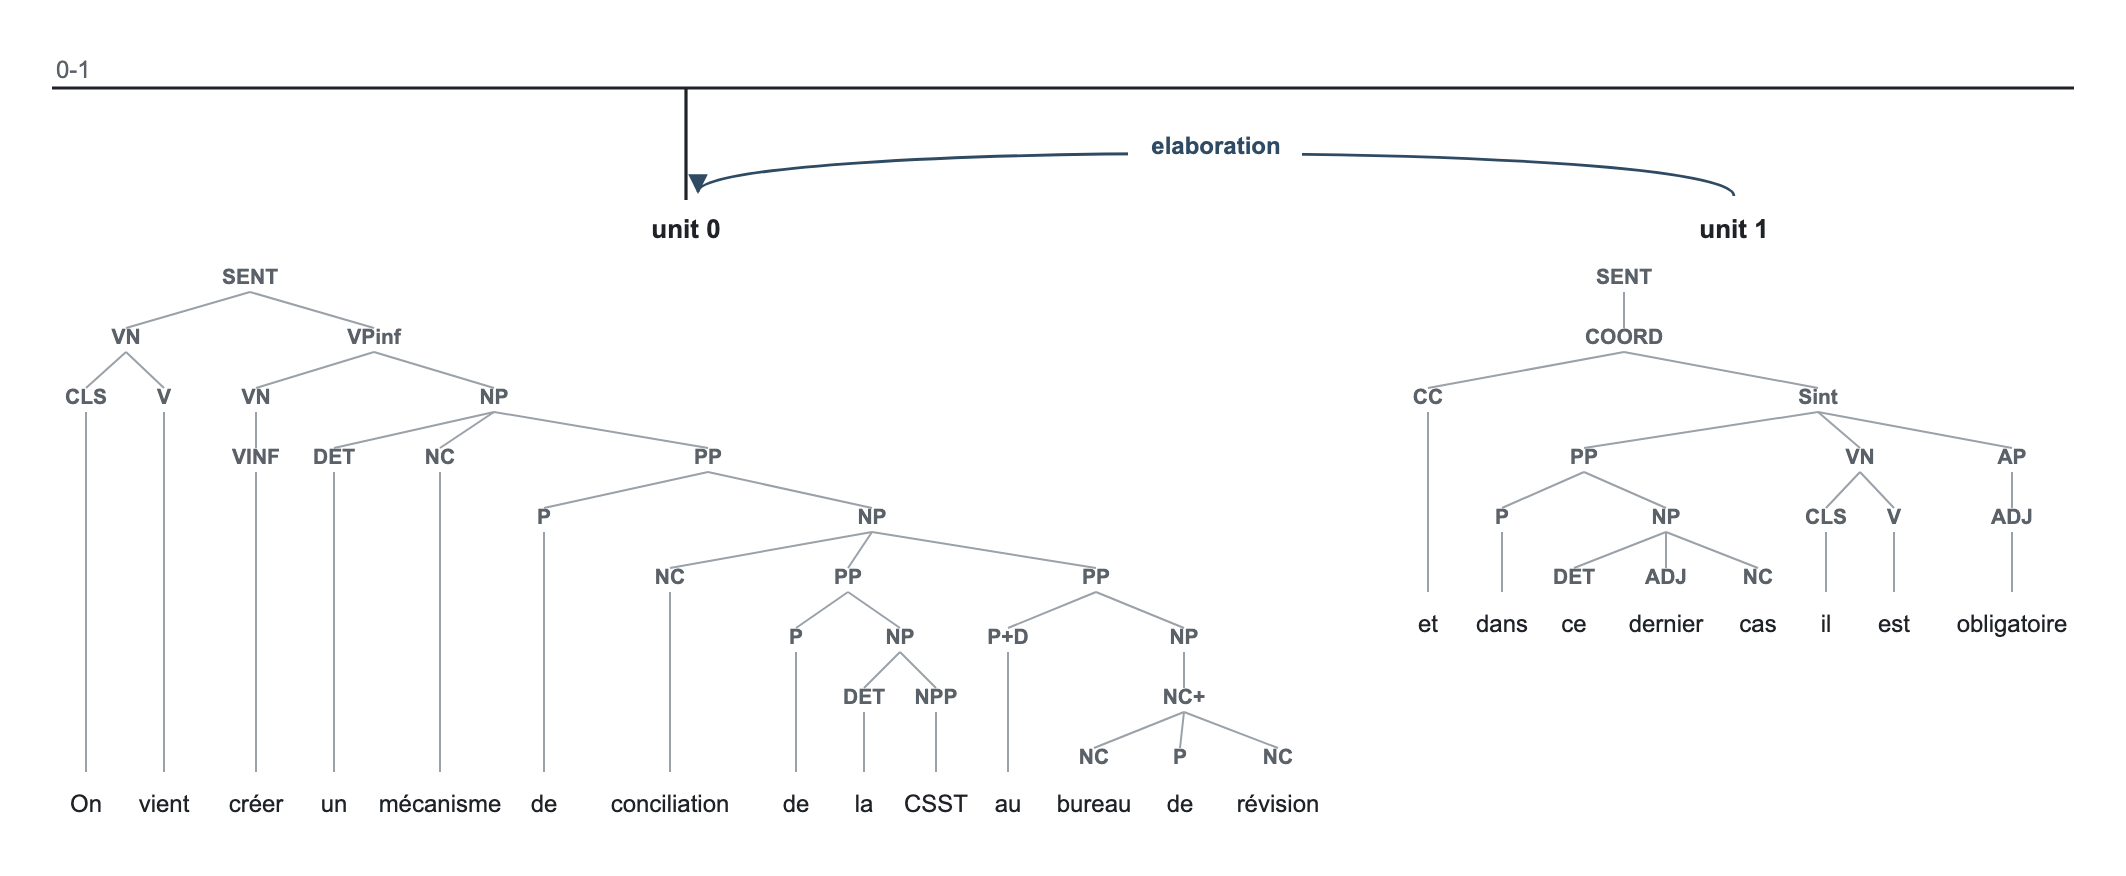 0-1
elaboration
unit 0 unit 1
SENT SENT
VN VPinf COORD
CLS V VN NP CC Sint
VINF DET NC PP PP VN AP
P NP P NP CLS V ADJ
NC PP PP DET ADJ NC
et dans ce dernier cas il est obligatoire
P NP P+D NP
DET NPP NC+
NC P NC
On vient créer un mécanisme de conciliation de la CSST au bureau de révision